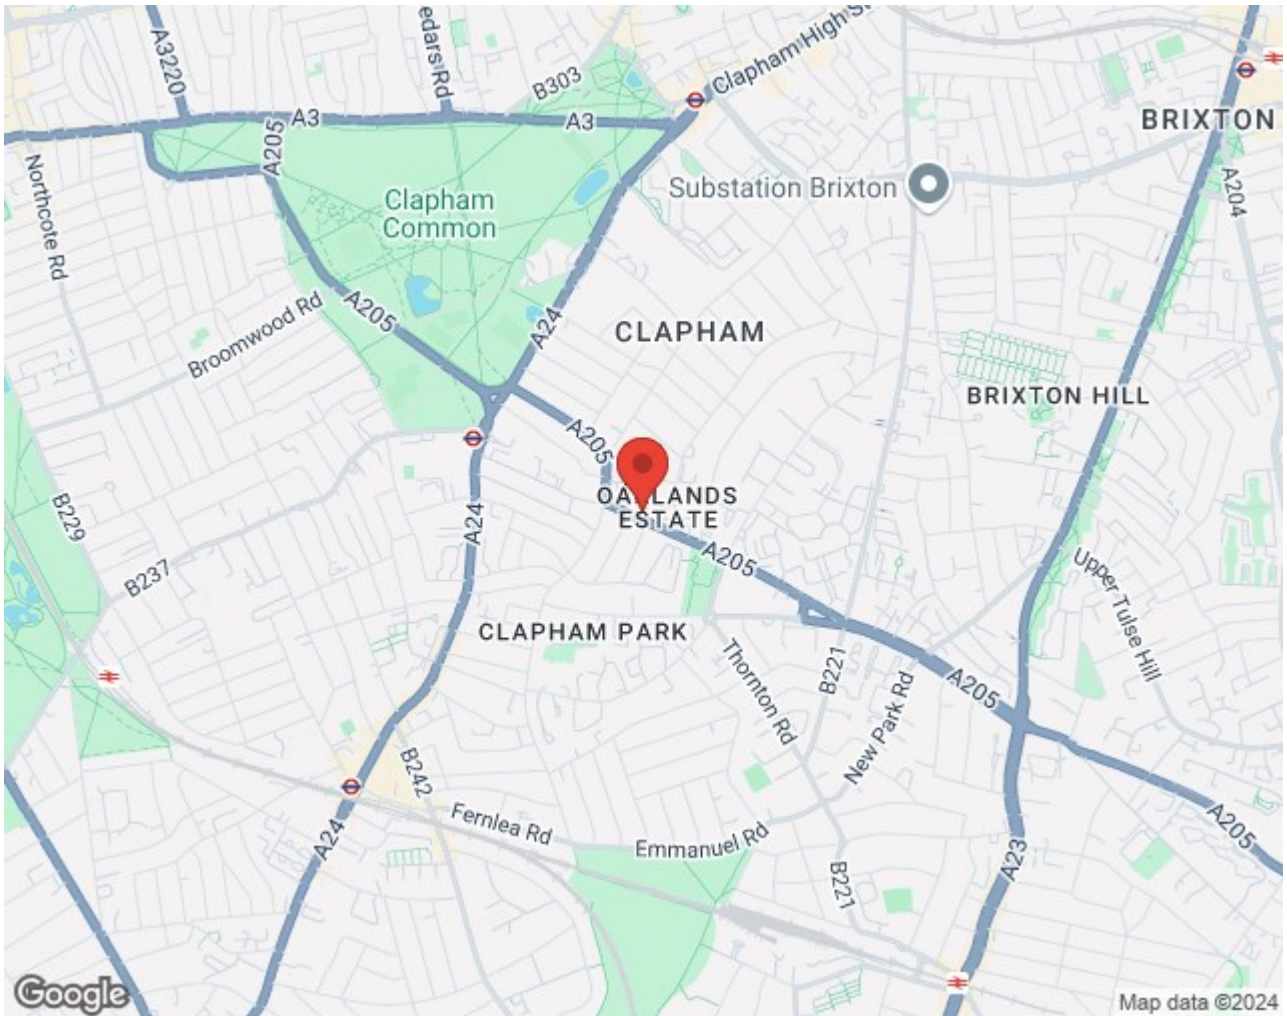 A3220
edars Rd
B303
Clapham High St
A3
A3
A205
BRIXTON
A204
Northcote Rd
Clapham
Common
Substation Brixton
Broomwood Rd
A205
A24
CLAPHAM
BRIXTON HILL
A205
OAKLANDS
ESTATE
B229
A24
A205
B237
CLAPHAM PARK
Upper Tulse Hill
Thornton Rd
B221
New Park Rd
A205
B242
Fernlea Rd
Emmanuel Rd
A24
A23
A205
B221
Google
Map data ©2024